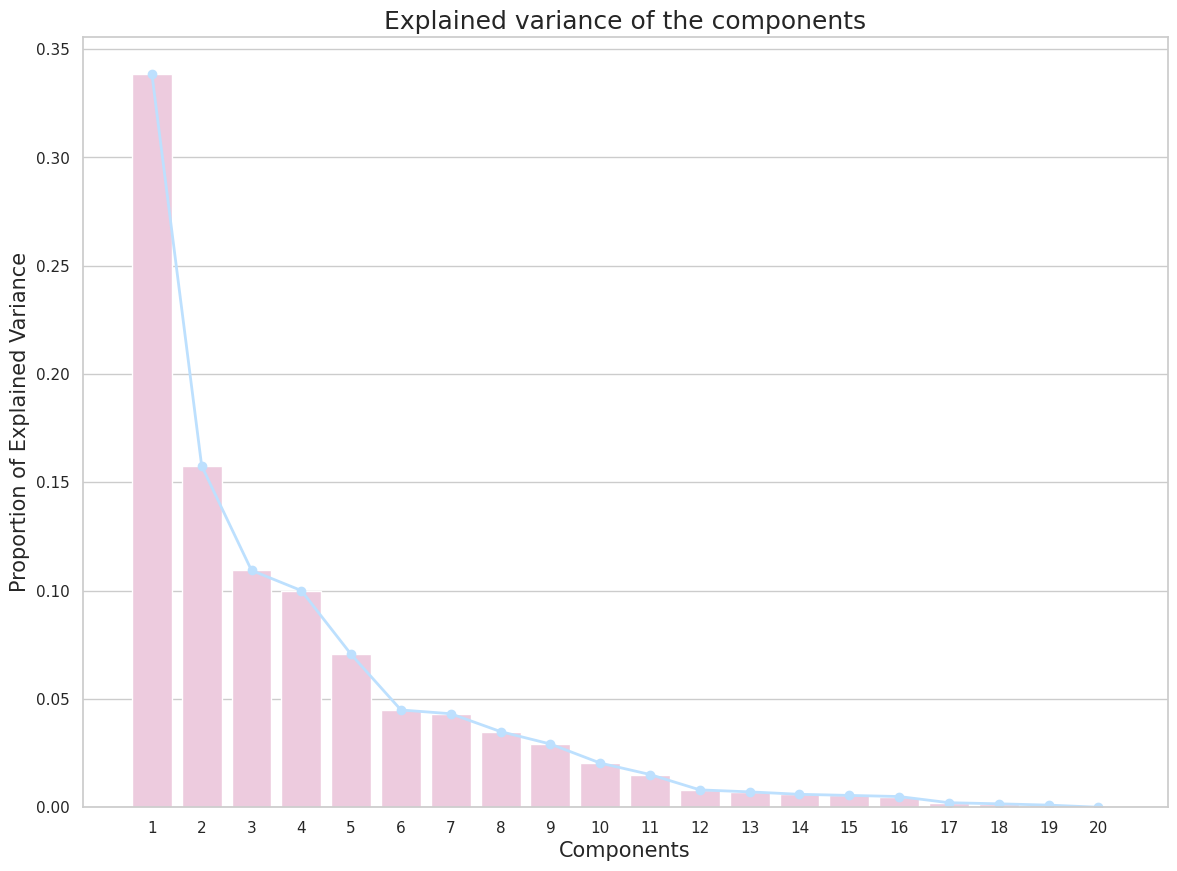 Explained variance of the components
Proportion of Explained Variance
0.35
0.30
0.25
0.20
0.15
0.10
0.05
0.00
1 2 3 4 5 6 7 8 9 10 11 12 13 14 15 16 17 18 19 20
Components